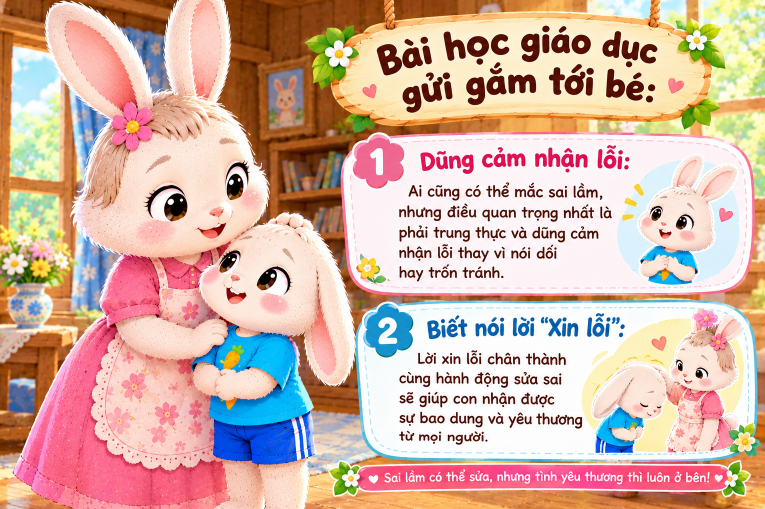 Bài học giáo dục
gửi gắm tới bé:
1
Dũng cảm nhận lỗi:
Ai cũng có thể mắc sai lầm,
nhưng điều quan trọng nhất là
phải trung thực và dũng cảm
nhận lỗi thay vì nói dối
hay trốn tránh.
2
Biết nói lời “Xin lỗi”:
Lời xin lỗi chân thành
cùng hành động sửa sai
sẽ giúp con nhận được
sự bao dung và yêu thương
từ mọi người.
Sai lầm có thể sửa, nhưng tình yêu thương thì luôn ở bên!